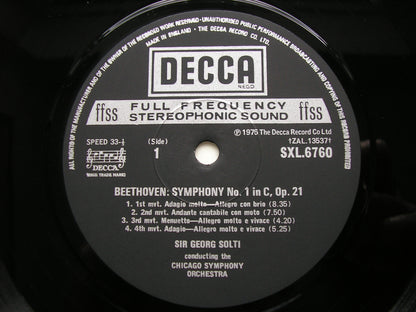 ALL RIGHTS OF THE MANUFACTURER AND OF THE OWNER OF THE RECORDED WORK RESERVED · UNAUTHORISED PUBLIC PERFORMANCE BROADCASTING AND COPYING OF THIS RECORD PROHIBITED
MADE IN ENGLAND · THE DECCA RECORD CO LTD.
DECCA
REGD
ffss FULL FREQUENCY ffss
STEREOPHONIC SOUND
Ⓟ 1976 The Decca Record Co Ltd
SPEED 33⅓ (Side) †ZAL.13537†
1 SXL.6760
DECCA
BEETHOVEN: SYMPHONY No. 1 in C, Op. 21
1. 1st mvt. Adagio molto—Allegro con brio (8.35)
2. 2nd mvt. Andante cantabile con moto (7.50)
3. 3rd mvt. Menuetto—Allegro molto e vivace (4.20)
4. 4th mvt. Adagio—Allegro molto e vivace (5.25)
SIR GEORG SOLTI
conducting the
CHICAGO SYMPHONY
ORCHESTRA